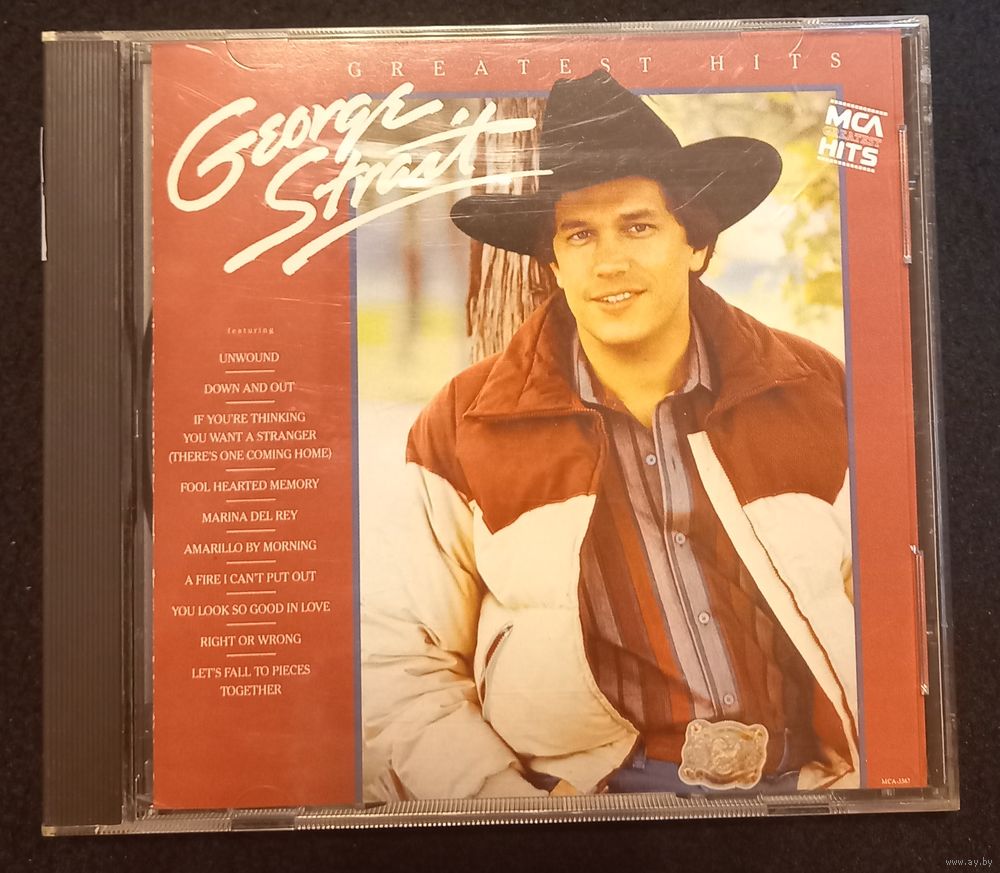 GREATEST HITS
George
Strait
MCA
GREATEST
HITS
featuring
UNWOUND
DOWN AND OUT
IF YOU'RE THINKING
YOU WANT A STRANGER
(THERE'S ONE COMING HOME)
FOOL HEARTED MEMORY
MARINA DEL REY
AMARILLO BY MORNING
A FIRE I CAN'T PUT OUT
YOU LOOK SO GOOD IN LOVE
RIGHT OR WRONG
LET'S FALL TO PIECES
TOGETHER
www.ay.by